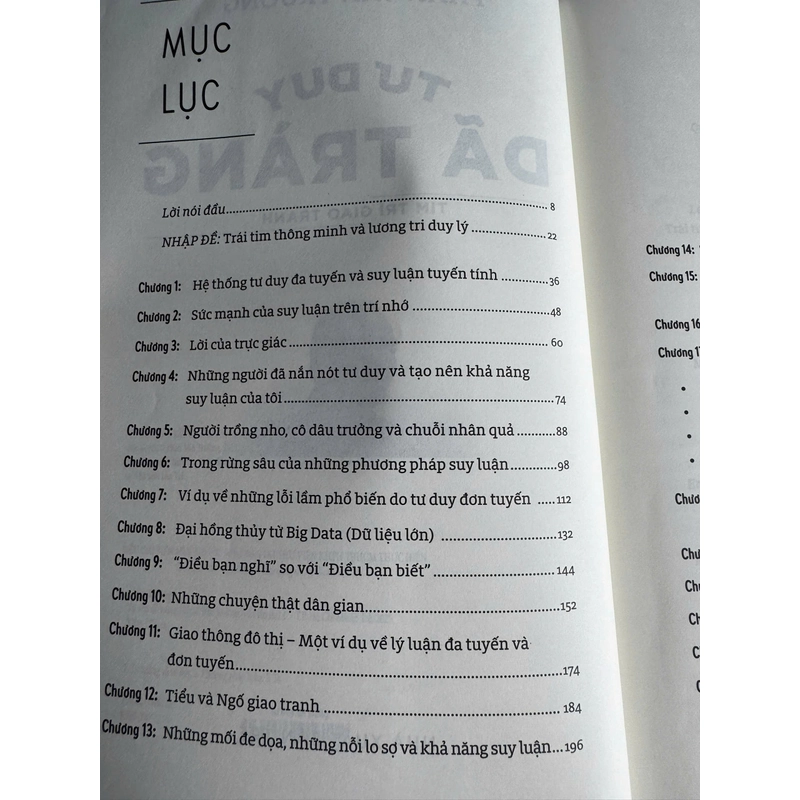 MỤC
LỤC
Lời nói đầu........8
NHẬP ĐỀ: Trái tim thông minh và lương tri duy lý........22
Chương 1: Hệ thống tư duy đa tuyến và suy luận tuyến tính........36
Chương 2: Sức mạnh của suy luận trên trí nhớ........48
Chương 3: Lời của trực giác........60
Chương 4: Những người đã nắn nót tư duy và tạo nên khả năng
suy luận của tôi........74
Chương 5: Người trồng nho, cô dâu trưởng và chuỗi nhân quả........88
Chương 6: Trong rừng sâu của những phương pháp suy luận........98
Chương 7: Ví dụ về những lỗi lầm phổ biến do tư duy đơn tuyến .....112
Chương 8: Đại hồng thủy từ Big Data (Dữ liệu lớn) ........132
Chương 9: “Điều bạn nghĩ” so với “Điều bạn biết”........144
Chương 10: Những chuyện thật dân gian........152
Chương 11: Giao thông đô thị – Một ví dụ về lý luận đa tuyến và
đơn tuyến........174
Chương 12: Tiểu và Ngố giao tranh ........184
Chương 13: Những mối đe dọa, những nỗi lo sợ và khả năng suy luận...196
Chương 14:
Chương 15:
Chương 16
TƯ DUY
DÃ TRÀNG